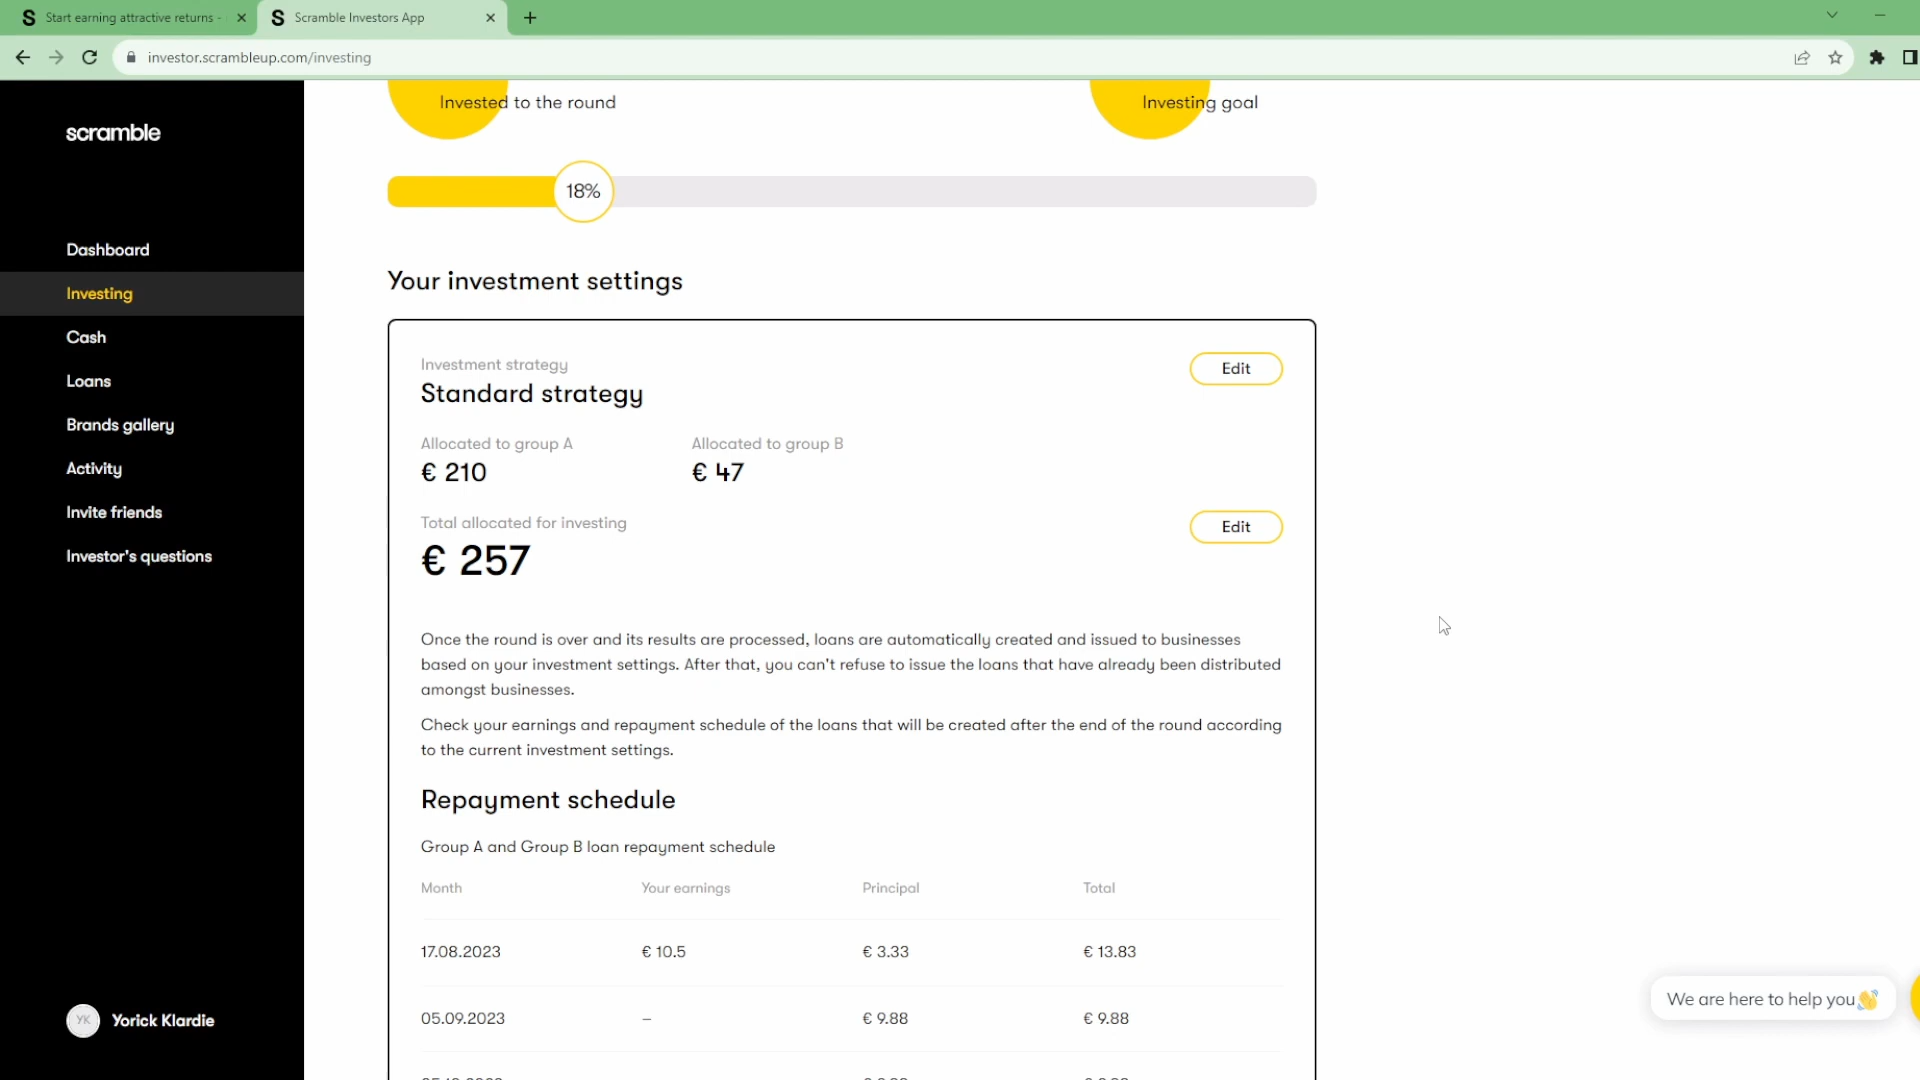 Start earning attractive returns -
Scramble Investors App
investor.scrambleup.com/investing
scramble
Dashboard
Investing
Cash
Loans
Brands gallery
Activity
Invite friends
Investor's questions
YK Yorick Klardie
Invested to the round
Investing goal
18%
Your investment settings
Investment strategy
Edit
Standard strategy
Allocated to group A
Allocated to group B
€ 210
€ 47
Total allocated for investing
Edit
€ 257
Once the round is over and its results are processed, loans are automatically created and issued to businesses
based on your investment settings. After that, you can't refuse to issue the loans that have already been distributed
amongst businesses.
Check your earnings and repayment schedule of the loans that will be created after the end of the round according
to the current investment settings.
Repayment schedule
Group A and Group B loan repayment schedule
Month Your earnings Principal Total
17.08.2023 € 10.5 € 3.33 € 13.83
05.09.2023 – € 9.88 € 9.88
We are here to help you👋